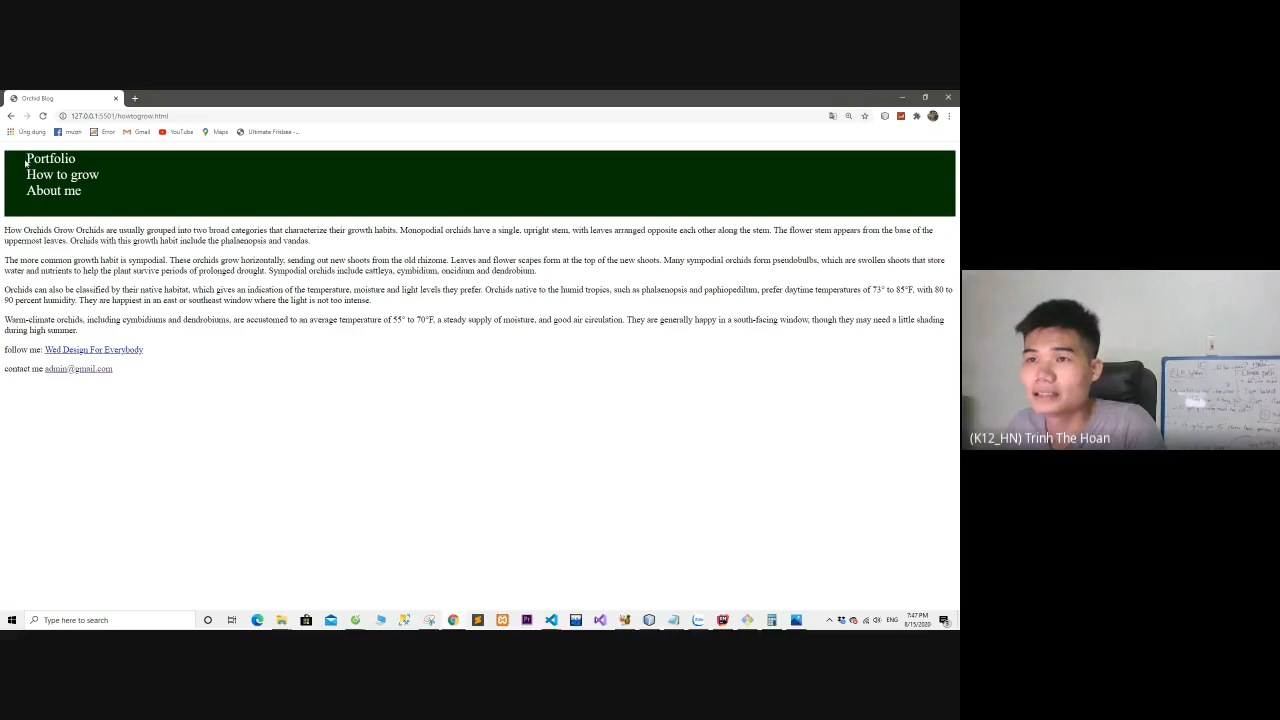 Orchid Blog
127.0.0.1:5501/howtogrow.html
Ứng dụng mượn Error Gmail YouTube Maps Ultimate Frisbee -...
Portfolio
How to grow
About me
How Orchids Grow Orchids are usually grouped into two broad categories that characterize their growth habits. Monopodial orchids have a single, upright stem, with leaves arranged opposite each other along the stem. The flower stem appears from the base of the
uppermost leaves. Orchids with this growth habit include the phalaenopsis and vandas.
The more common growth habit is sympodial. These orchids grow horizontally, sending out new shoots from the old rhizome. Leaves and flower scapes form at the top of the new shoots. Many sympodial orchids form pseudobulbs, which are swollen shoots that store
water and nutrients to help the plant survive periods of prolonged drought. Sympodial orchids include cattleya, cymbidium, oncidium and dendrobium.
Orchids can also be classified by their native habitat, which gives an indication of the temperature, moisture and light levels they prefer. Orchids native to the humid tropics, such as phalaenopsis and paphiopedilum, prefer daytime temperatures of 73° to 85°F, with 80 to
90 percent humidity. They are happiest in an east or southeast window where the light is not too intense.
Warm-climate orchids, including cymbidiums and dendrobiums, are accustomed to an average temperature of 55° to 70°F, a steady supply of moisture, and good air circulation. They are generally happy in a south-facing window, though they may need a little shading
during high summer.
follow me: Wed Design For Everybody
contact me admin@gmail.com
(K12_HN) Trinh The Hoan
Type here to search
ENG
7:47 PM
8/15/2020